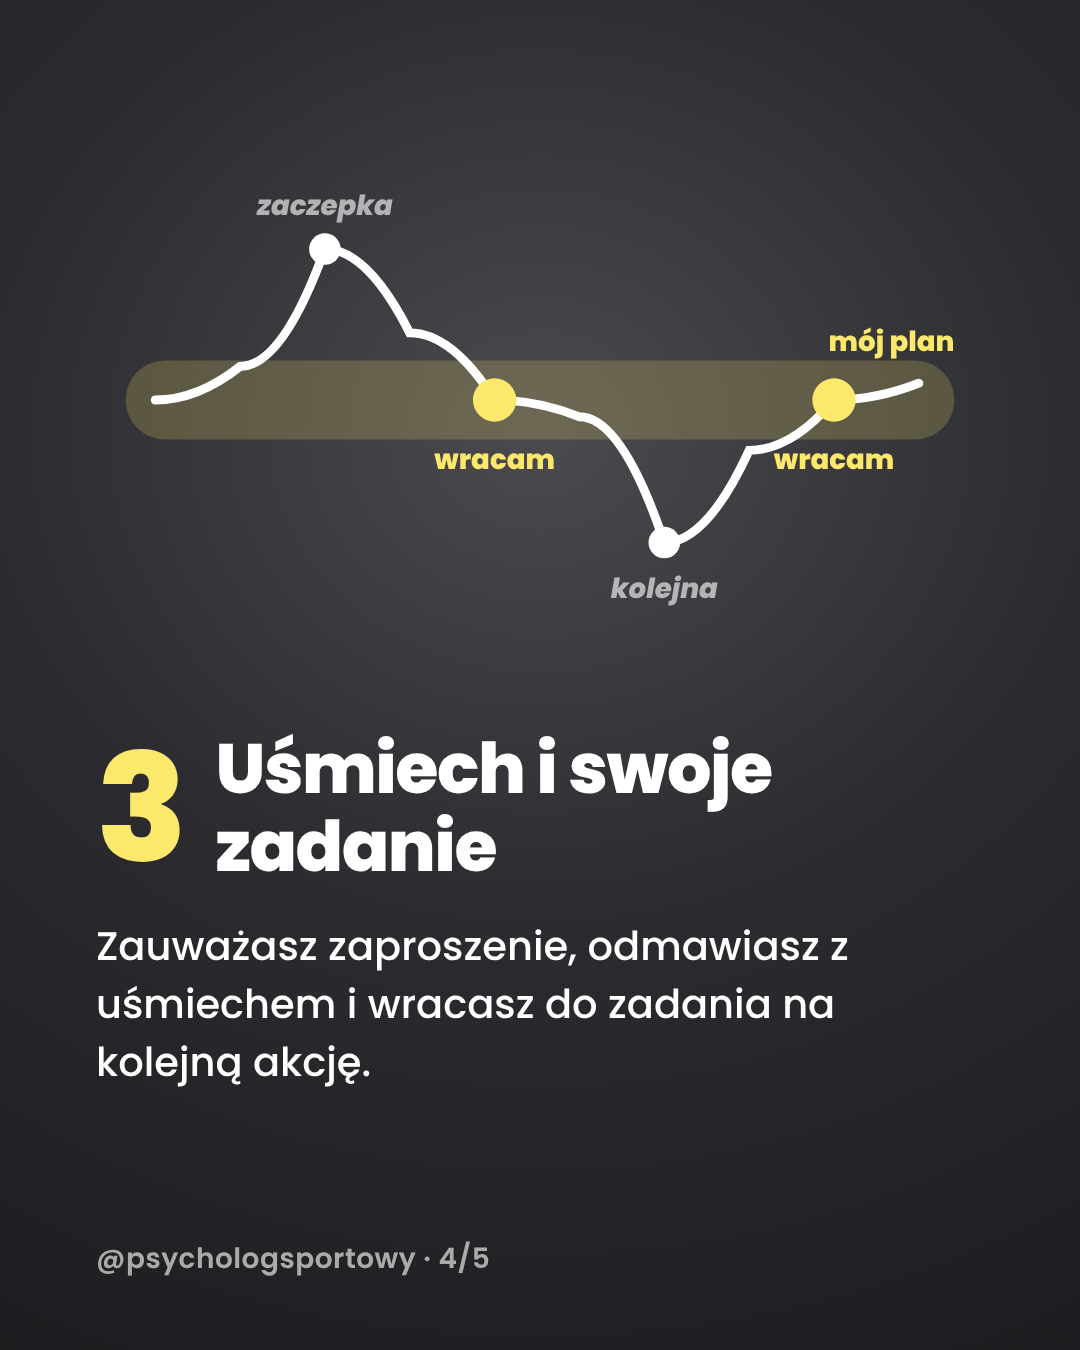 zaczepka
mój plan
wracam
wracam
kolejna
3
Uśmiech i swoje
zadanie
Zauważasz zaproszenie, odmawiasz z
uśmiechem i wracasz do zadania na
kolejną akcję.
@psychologsportowy · 4/5